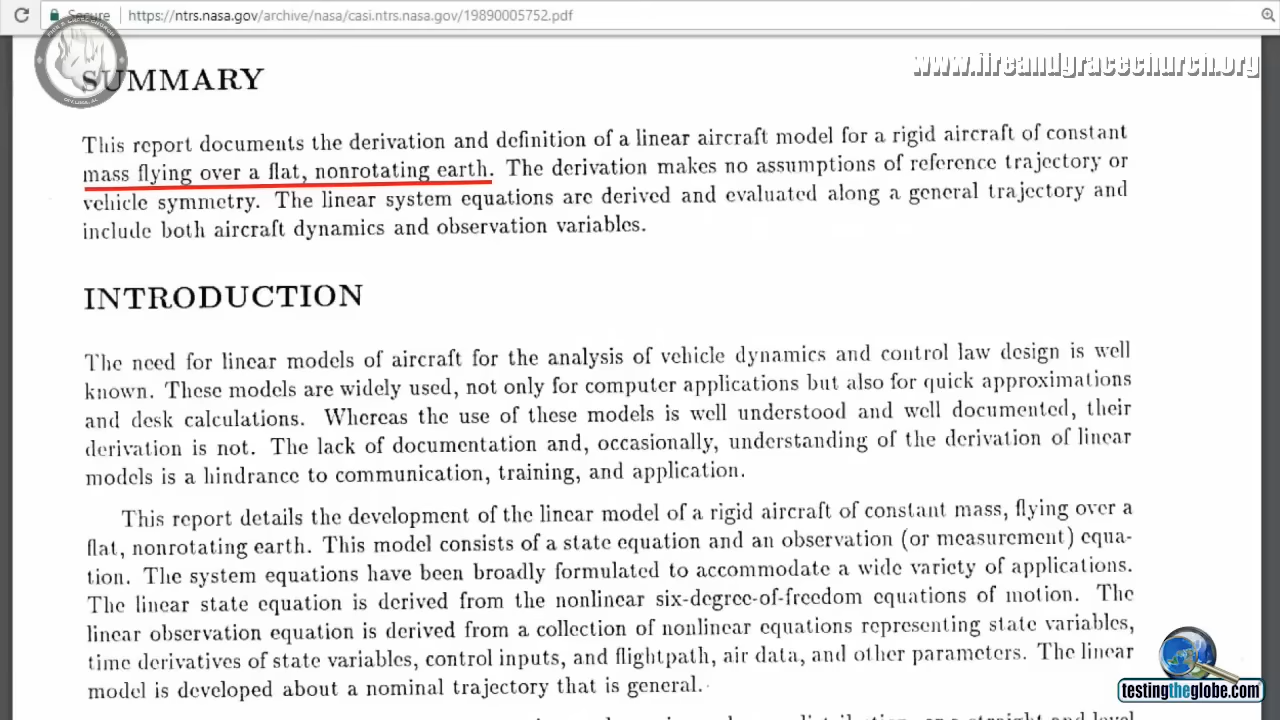 Secure
https://ntrs.nasa.gov/archive/nasa/casi.ntrs.nasa.gov/19890005752.pdf
www.fireandgracechurch.org
SUMMARY
This report documents the derivation and definition of a linear aircraft model for a rigid aircraft of constant
mass flying over a flat, nonrotating earth. The derivation makes no assumptions of reference trajectory or
vehicle symmetry. The linear system equations are derived and evaluated along a general trajectory and
include both aircraft dynamics and observation variables.
INTRODUCTION
The need for linear models of aircraft for the analysis of vehicle dynamics and control law design is well
known. These models are widely used, not only for computer applications but also for quick approximations
and desk calculations. Whereas the use of these models is well understood and well documented, their
derivation is not. The lack of documentation and, occasionally, understanding of the derivation of linear
models is a hindrance to communication, training, and application.
This report details the development of the linear model of a rigid aircraft of constant mass, flying over a
flat, nonrotating earth. This model consists of a state equation and an observation (or measurement) equa-
tion. The system equations have been broadly formulated to accommodate a wide variety of applications.
The linear state equation is derived from the nonlinear six-degree-of-freedom equations of motion. The
linear observation equation is derived from a collection of nonlinear equations representing state variables,
time derivatives of state variables, control inputs, and flightpath, air data, and other parameters. The linear
model is developed about a nominal trajectory that is general.
testingtheglobe.com